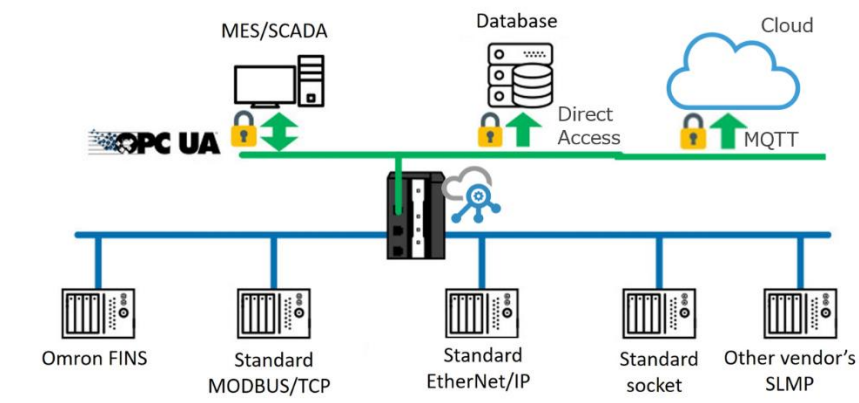 MES/SCADA
Database
Cloud
OPC UA
Direct
Access
MQTT
Omron FINS
Standard
MODBUS/TCP
Standard
EtherNet/IP
Standard
socket
Other vendor's
SLMP